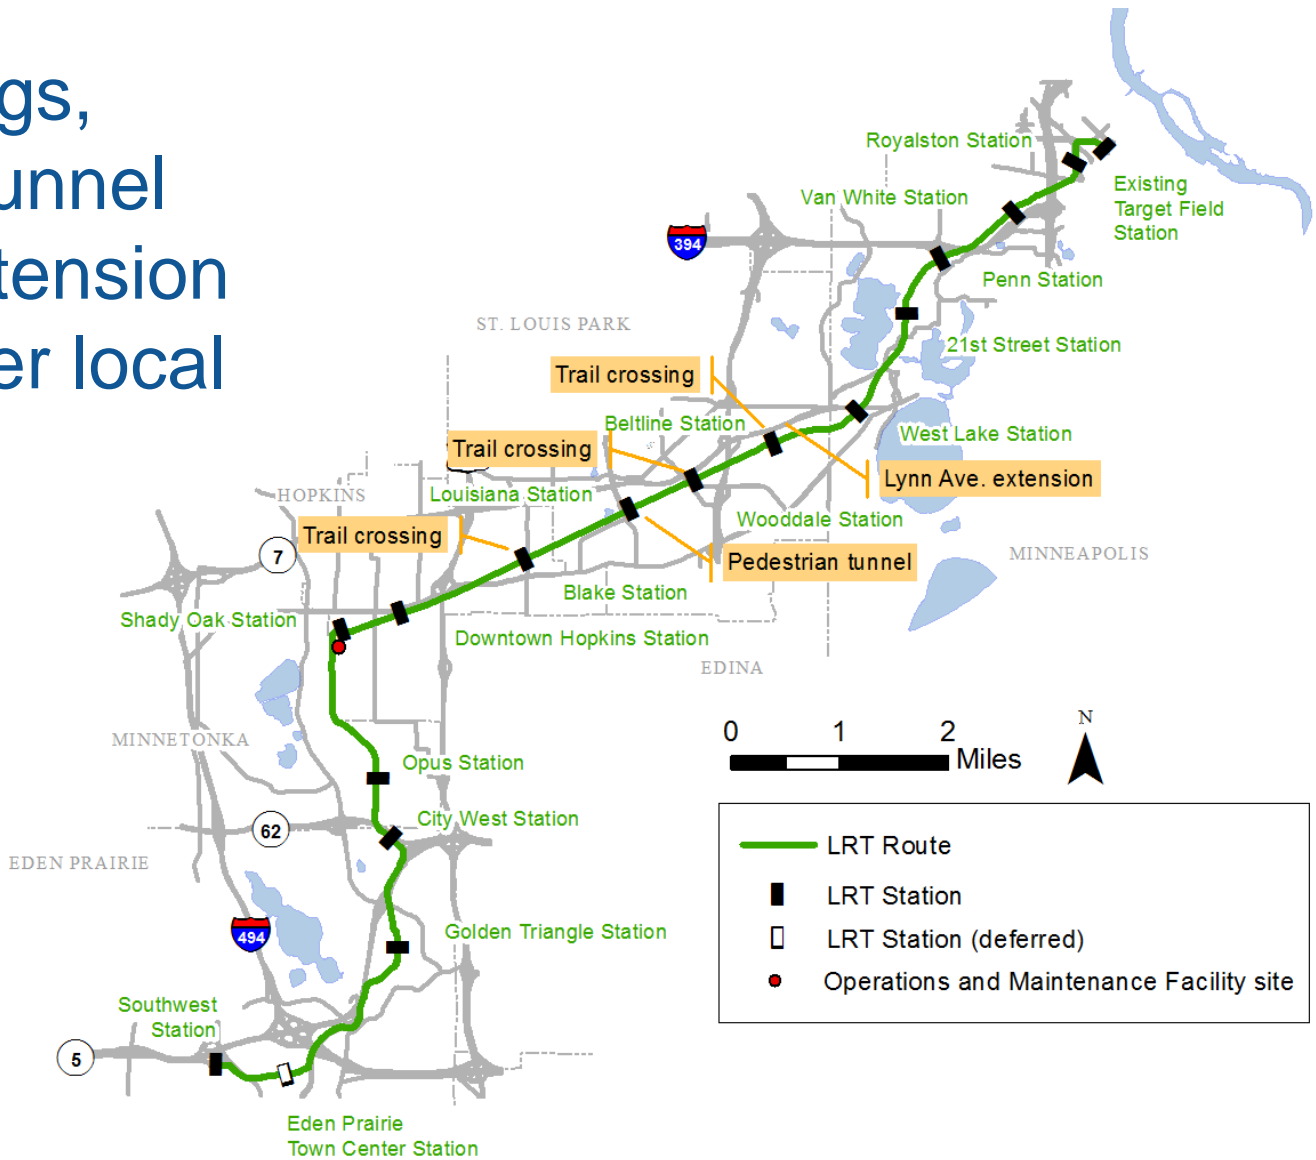 gs,
unnel
tension
er local
Royalston Station
Existing
Target Field
Station
Van White Station
394
Penn Station
ST. LOUIS PARK
21st Street Station
Trail crossing
Beltline Station
West Lake Station
Trail crossing
Lynn Ave. extension
HOPKINS
Louisiana Station
Wooddale Station
Trail crossing
7
Pedestrian tunnel
MINNEAPOLIS
Blake Station
Shady Oak Station
Downtown Hopkins Station
EDINA
MINNETONKA
0 1 2
Miles
N
Opus Station
City West Station
62
EDEN PRAIRIE
LRT Route
LRT Station
LRT Station (deferred)
Operations and Maintenance Facility site
494
Golden Triangle Station
Southwest
Station
5
Eden Prairie
Town Center Station